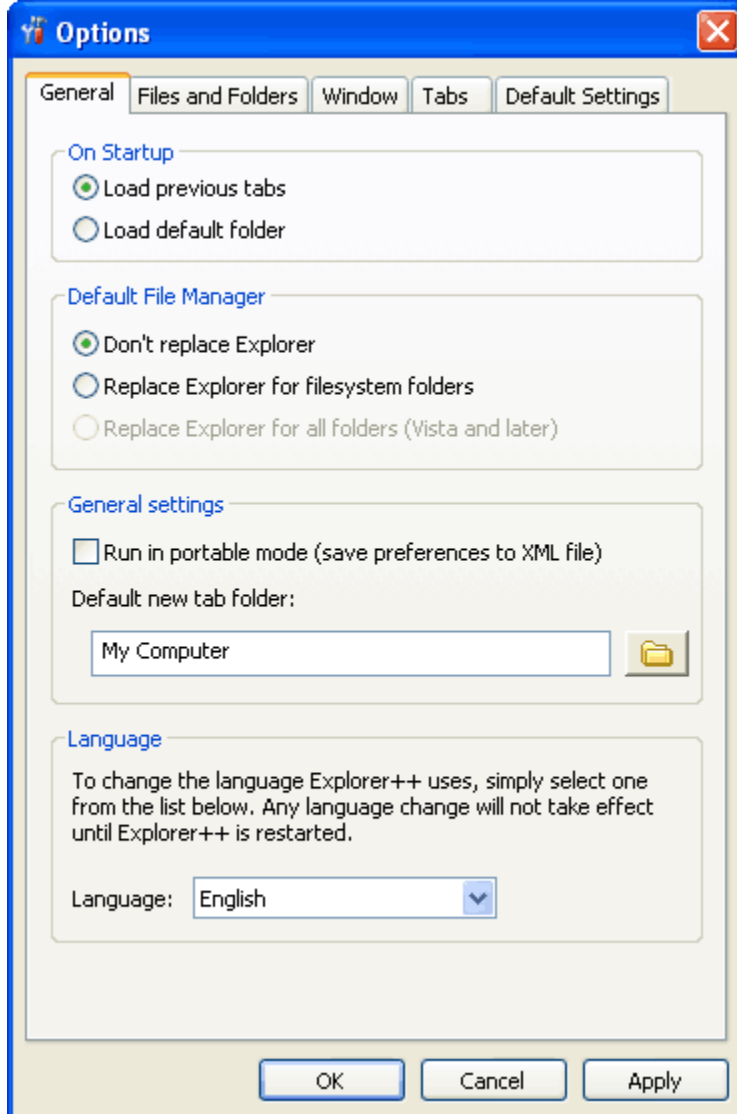 Options
General
Files and Folders
Window
Tabs
Default Settings
On Startup
Load previous tabs
Load default folder
Default File Manager
Don't replace Explorer
Replace Explorer for filesystem folders
Replace Explorer for all folders (Vista and later)
General settings
Run in portable mode (save preferences to XML file)
Default new tab folder:
My Computer
Language
To change the language Explorer++ uses, simply select one
from the list below. Any language change will not take effect
until Explorer++ is restarted.
Language: English
OK Cancel Apply